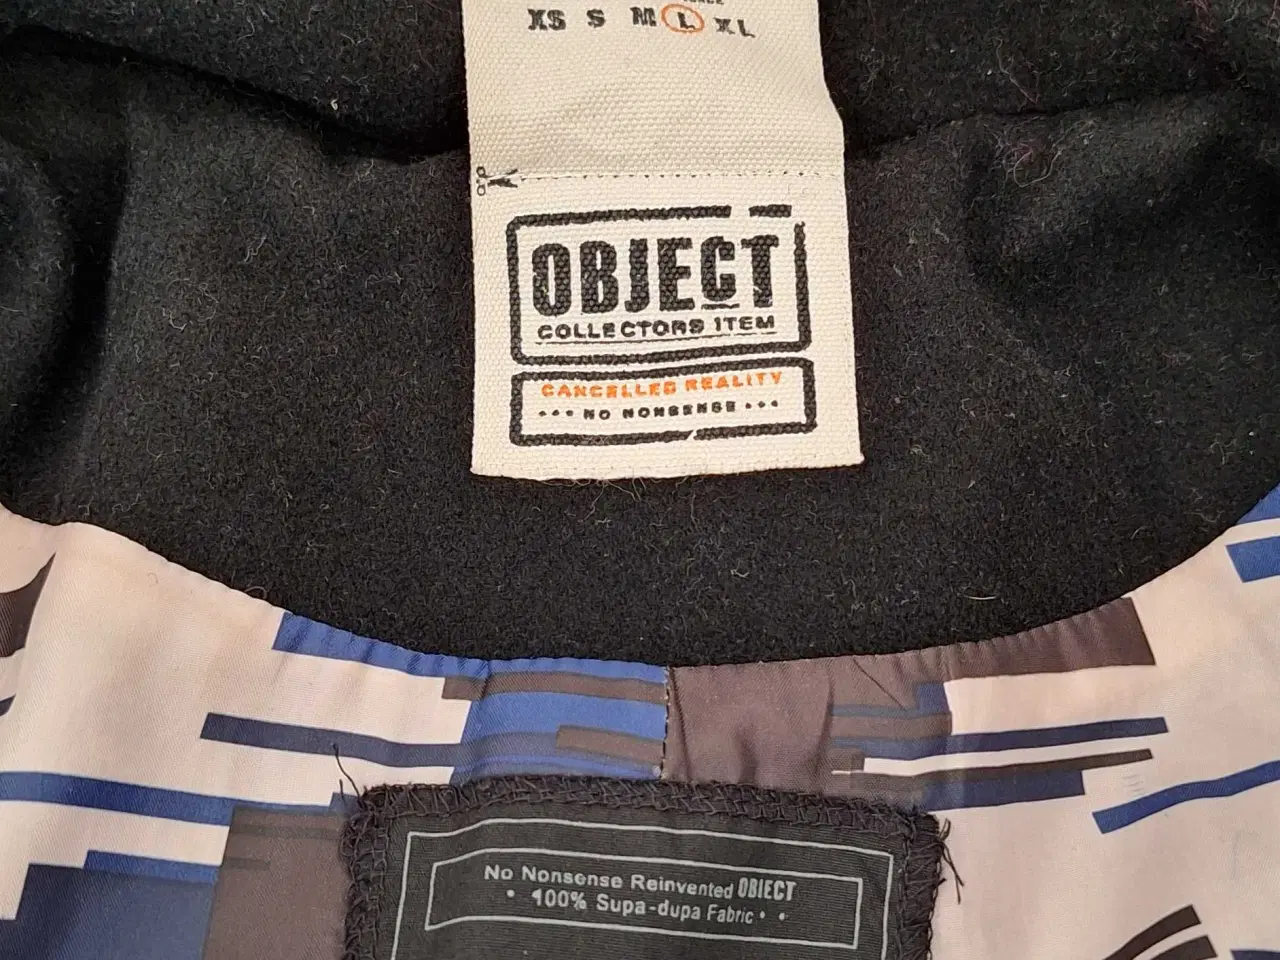 XS S M L XL
OBJECT
COLLECTORS ITEM
CANCELLED REALITY
••• NO NONSENSE •••
No Nonsense Reinvented OBJECT
• 100% Supa-dupa Fabric • •